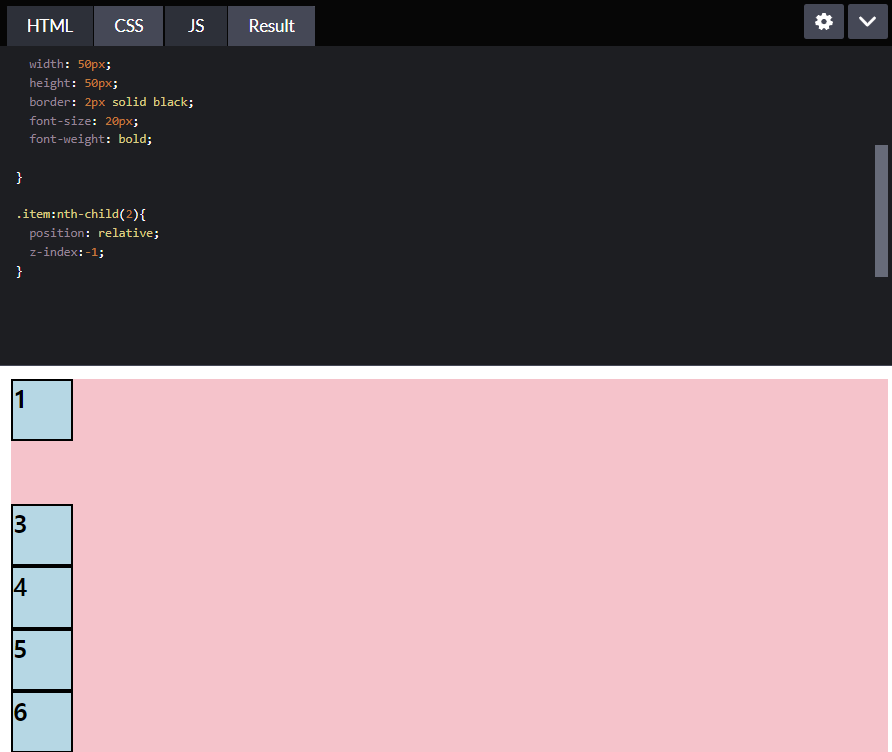 HTML CSS JS Result
width: 50px;
height: 50px;
border: 2px solid black;
font-size: 20px;
font-weight: bold;
}
.item:nth-child(2){
position: relative;
z-index:-1;
}
1
3
4
5
6